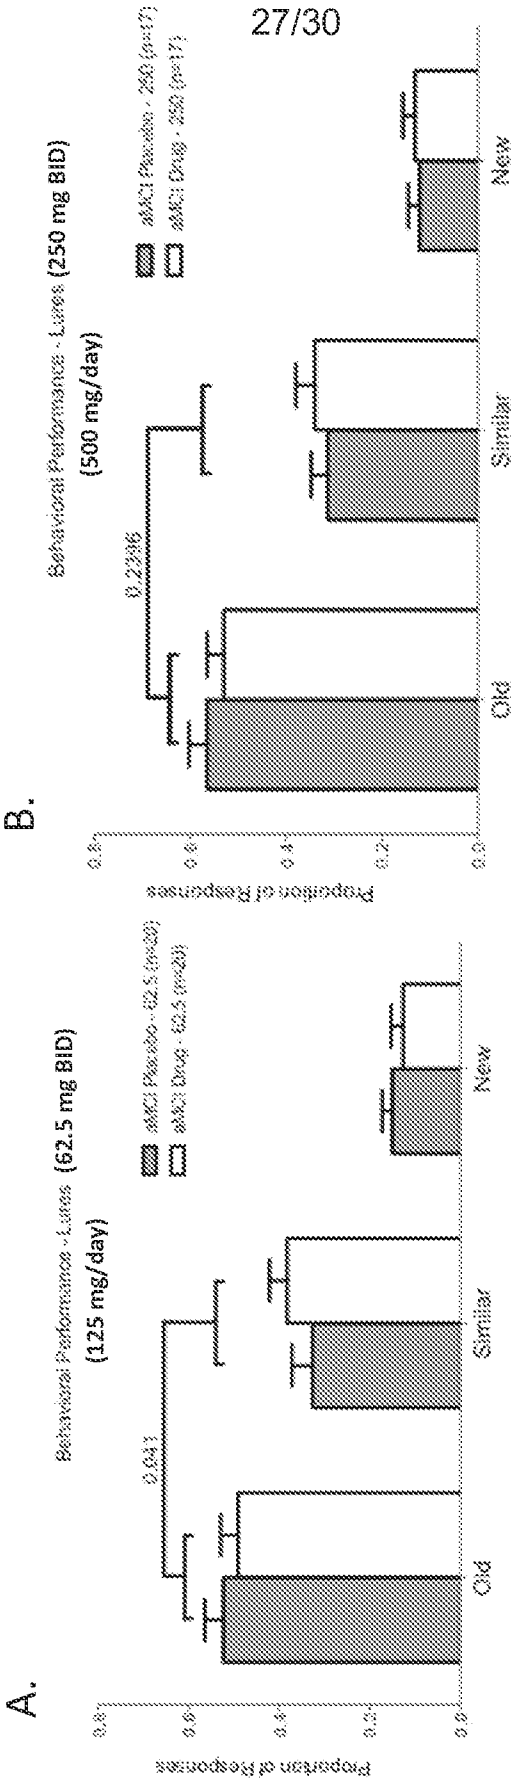 27/30
A.
Behavioral Performance - Lures (62.5 mg BID)
(125 mg/day)
aMCI Placebo - 62.5 (n=20)
aMCI Drug - 62.5 (n=20)
0.041
Proportion of Responses
0.8
0.6
0.4
0.2
0.0
Old
Similar
New
B.
Behavioral Performance - Lures (250 mg BID)
(500 mg/day)
aMCI Placebo - 250 (n=17)
aMCI Drug - 250 (n=17)
0.2396
Proportion of Responses
0.8
0.6
0.4
0.2
0.0
Old
Similar
New